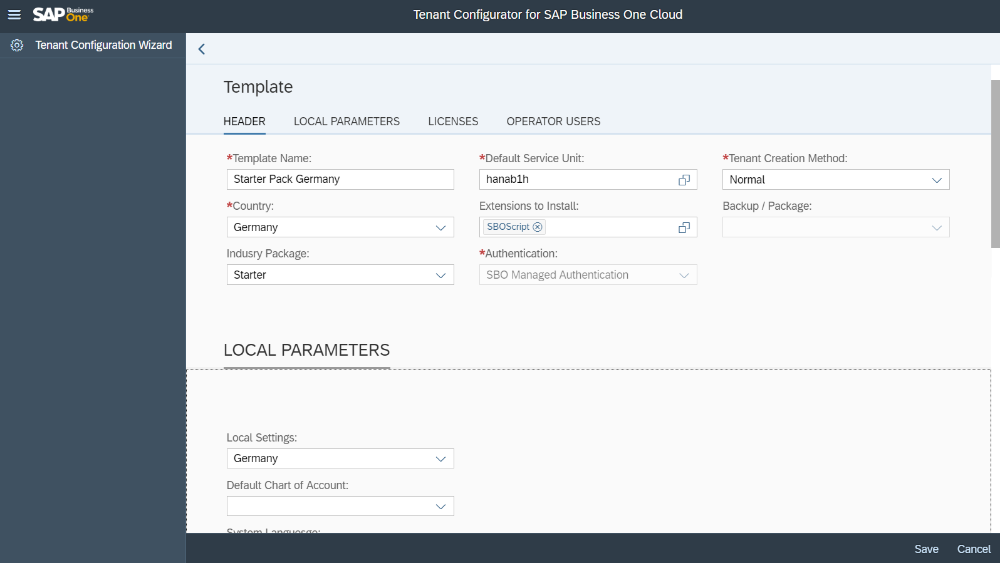 SAP Business One
Tenant Configurator for SAP Business One Cloud
Tenant Configuration Wizard
Template
HEADER LOCAL PARAMETERS LICENSES OPERATOR USERS
*Template Name: *Default Service Unit: *Tenant Creation Method:
Starter Pack Germany hanab1h Normal
*Country: Extensions to Install: Backup / Package:
Germany SBOScript
Indusry Package: *Authentication:
Starter SBO Managed Authentication
LOCAL PARAMETERS
Local Settings:
Germany
Default Chart of Account:
System Languosge:
Save Cancel